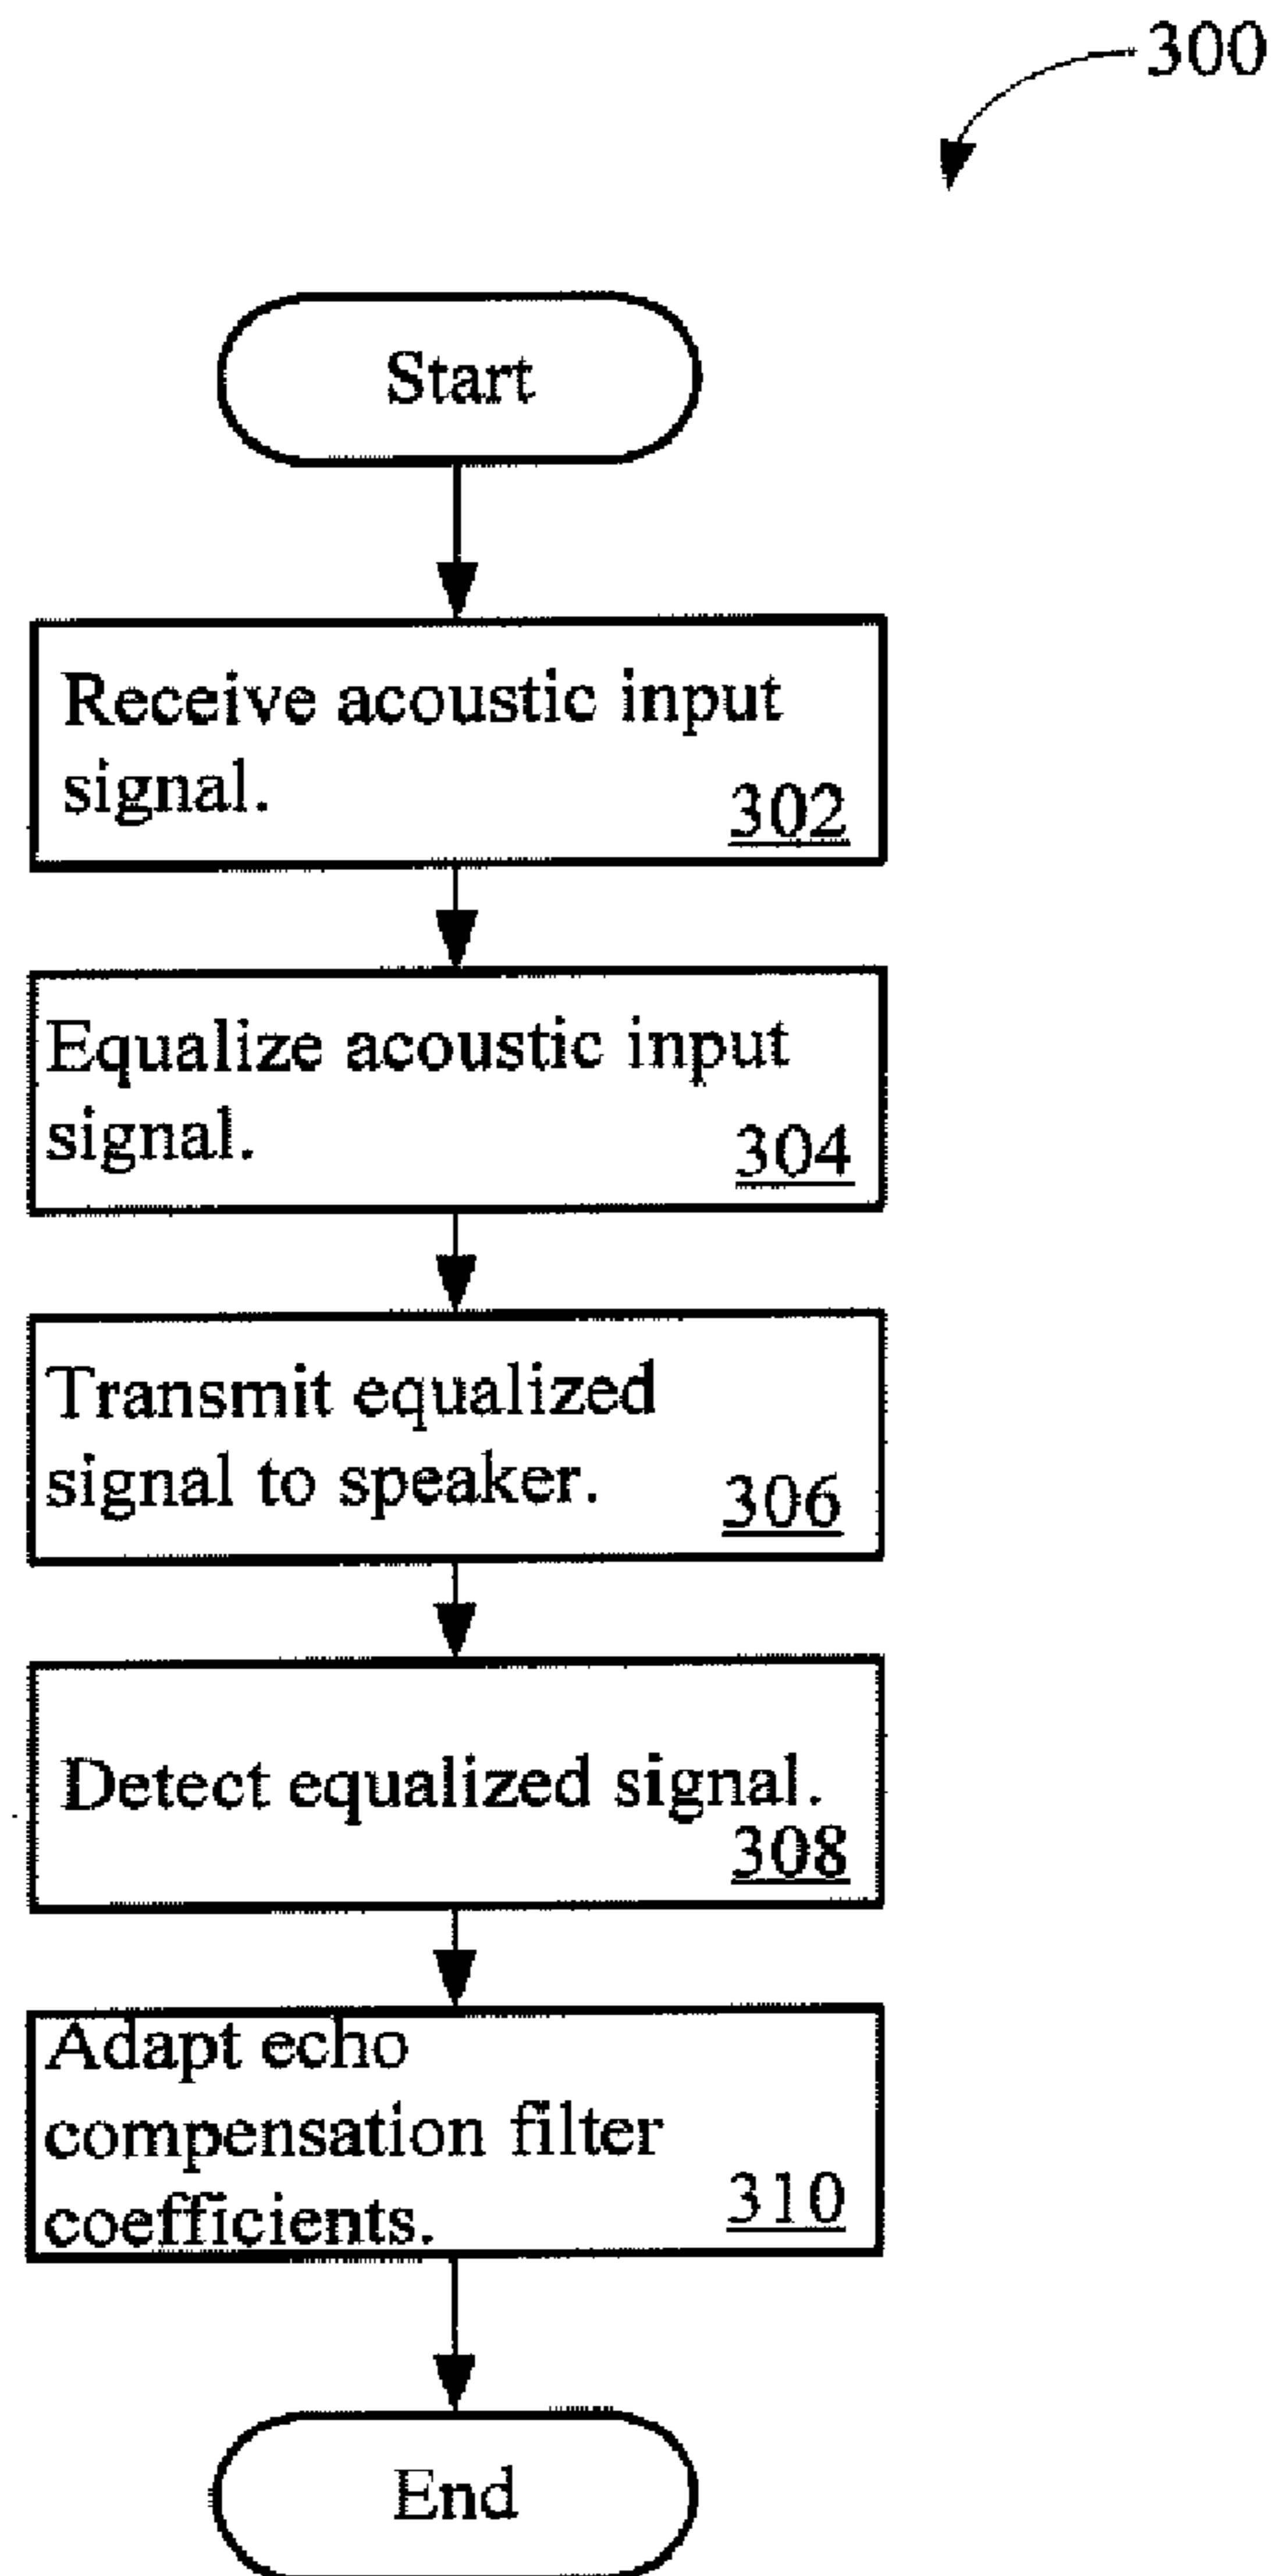 300
Start
Receive acoustic input
signal.
302
Equalize acoustic input
signal.
304
Transmit equalized
signal to speaker.
306
Detect equalized signal.
308
Adapt echo
compensation filter
coefficients.
310
End